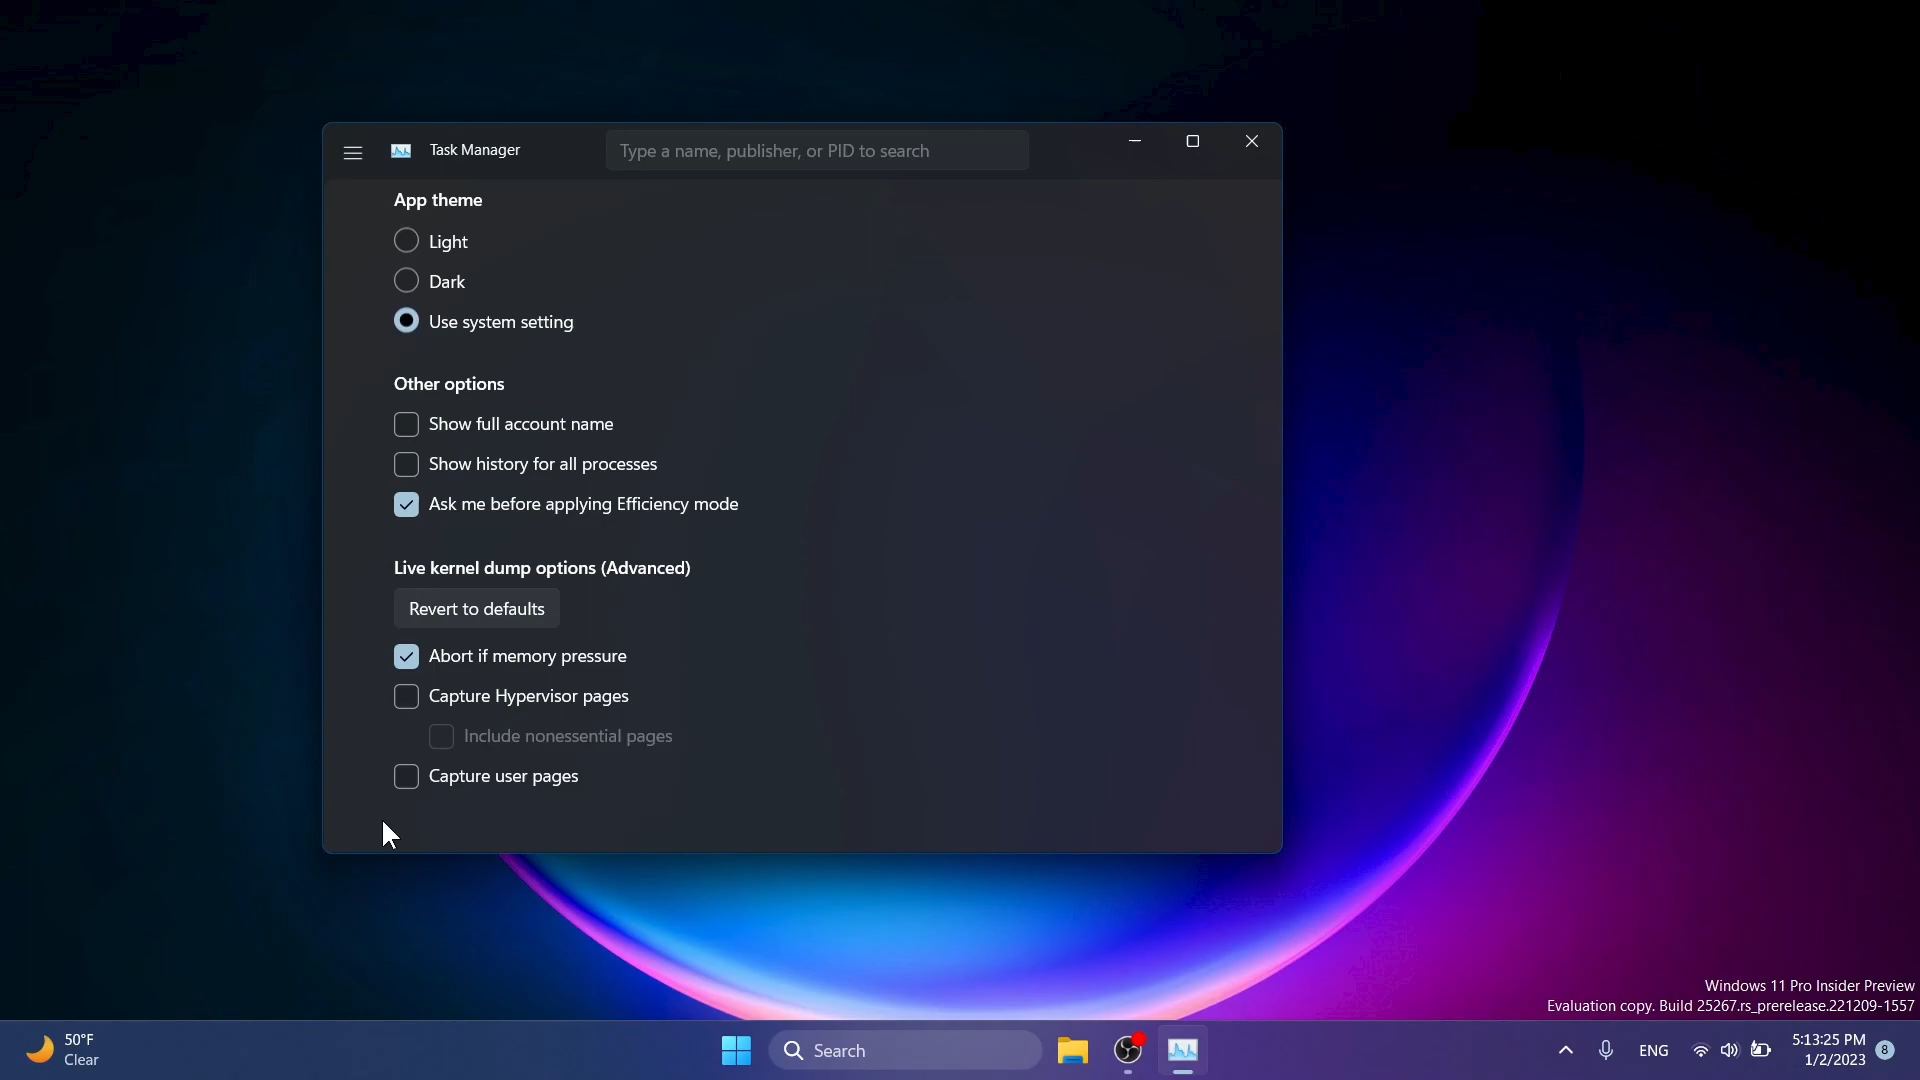 Task Manager
Type a name, publisher, or PID to search
App theme
Light
Dark
Use system setting
Other options
Show full account name
Show history for all processes
Ask me before applying Efficiency mode
Live kernel dump options (Advanced)
Revert to defaults
Abort if memory pressure
Capture Hypervisor pages
Include nonessential pages
Capture user pages
Windows 11 Pro Insider Preview
Evaluation copy. Build 25267.rs_prerelease.221209-1557
50°F
Clear
Search
ENG
5:13:25 PM
1/2/2023
8